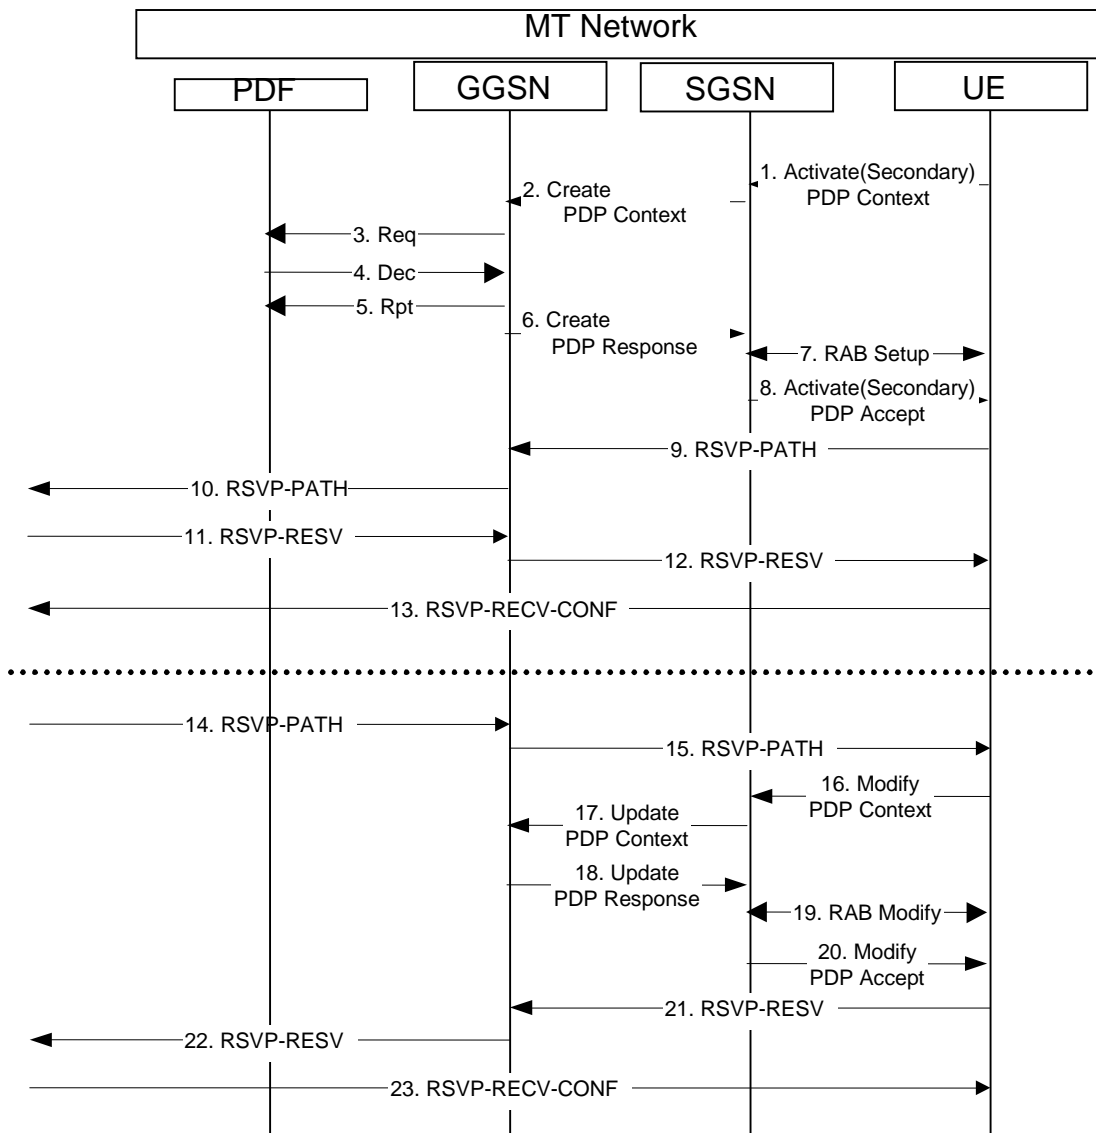 MT Network
PDF
GGSN
SGSN
UE
1. Activate(Secondary)
PDP Context
2. Create
PDP Context
3. Req
4. Dec
5. Rpt
6. Create
PDP Response
7. RAB Setup
8. Activate(Secondary)
PDP Accept
9. RSVP-PATH
10. RSVP-PATH
11. RSVP-RESV
12. RSVP-RESV
13. RSVP-RECV-CONF
14. RSVP-PATH
15. RSVP-PATH
16. Modify
PDP Context
17. Update
PDP Context
18. Update
PDP Response
19. RAB Modify
20. Modify
PDP Accept
21. RSVP-RESV
22. RSVP-RESV
23. RSVP-RECV-CONF